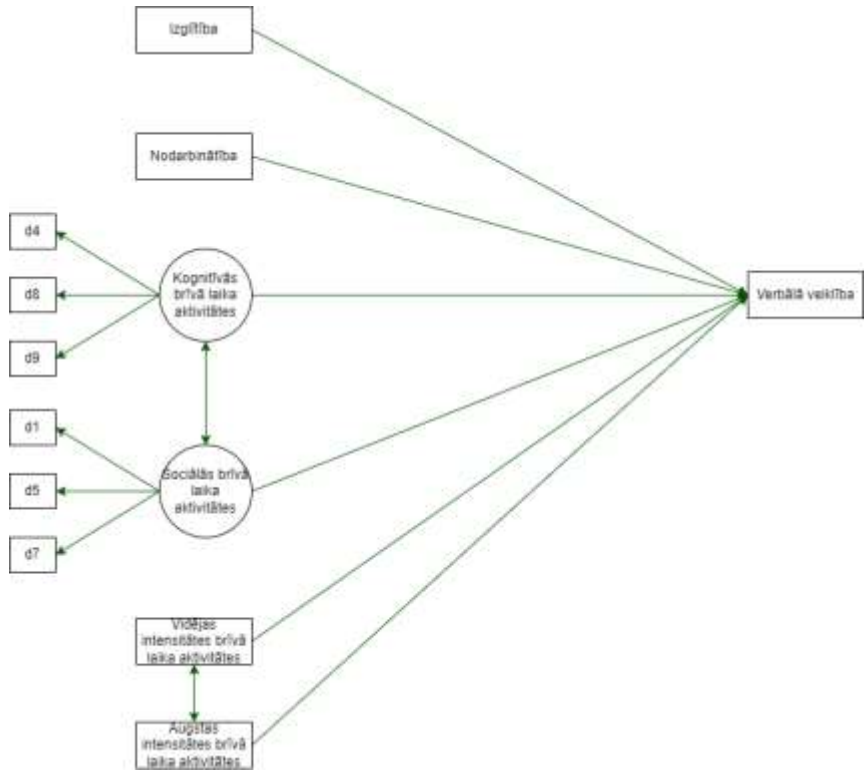 Izglītība
Nodarbinātība
d4
d8
d9
Kognitīvās
brīvā laika
aktivitātes
Verbālā veiklība
d1
d5
d7
Sociālās brīvā
laika
aktivitātes
Vidējas
intensitātes brīvā
laika aktivitātes
Augstas
intensitātes brīvā
laika aktivitātes